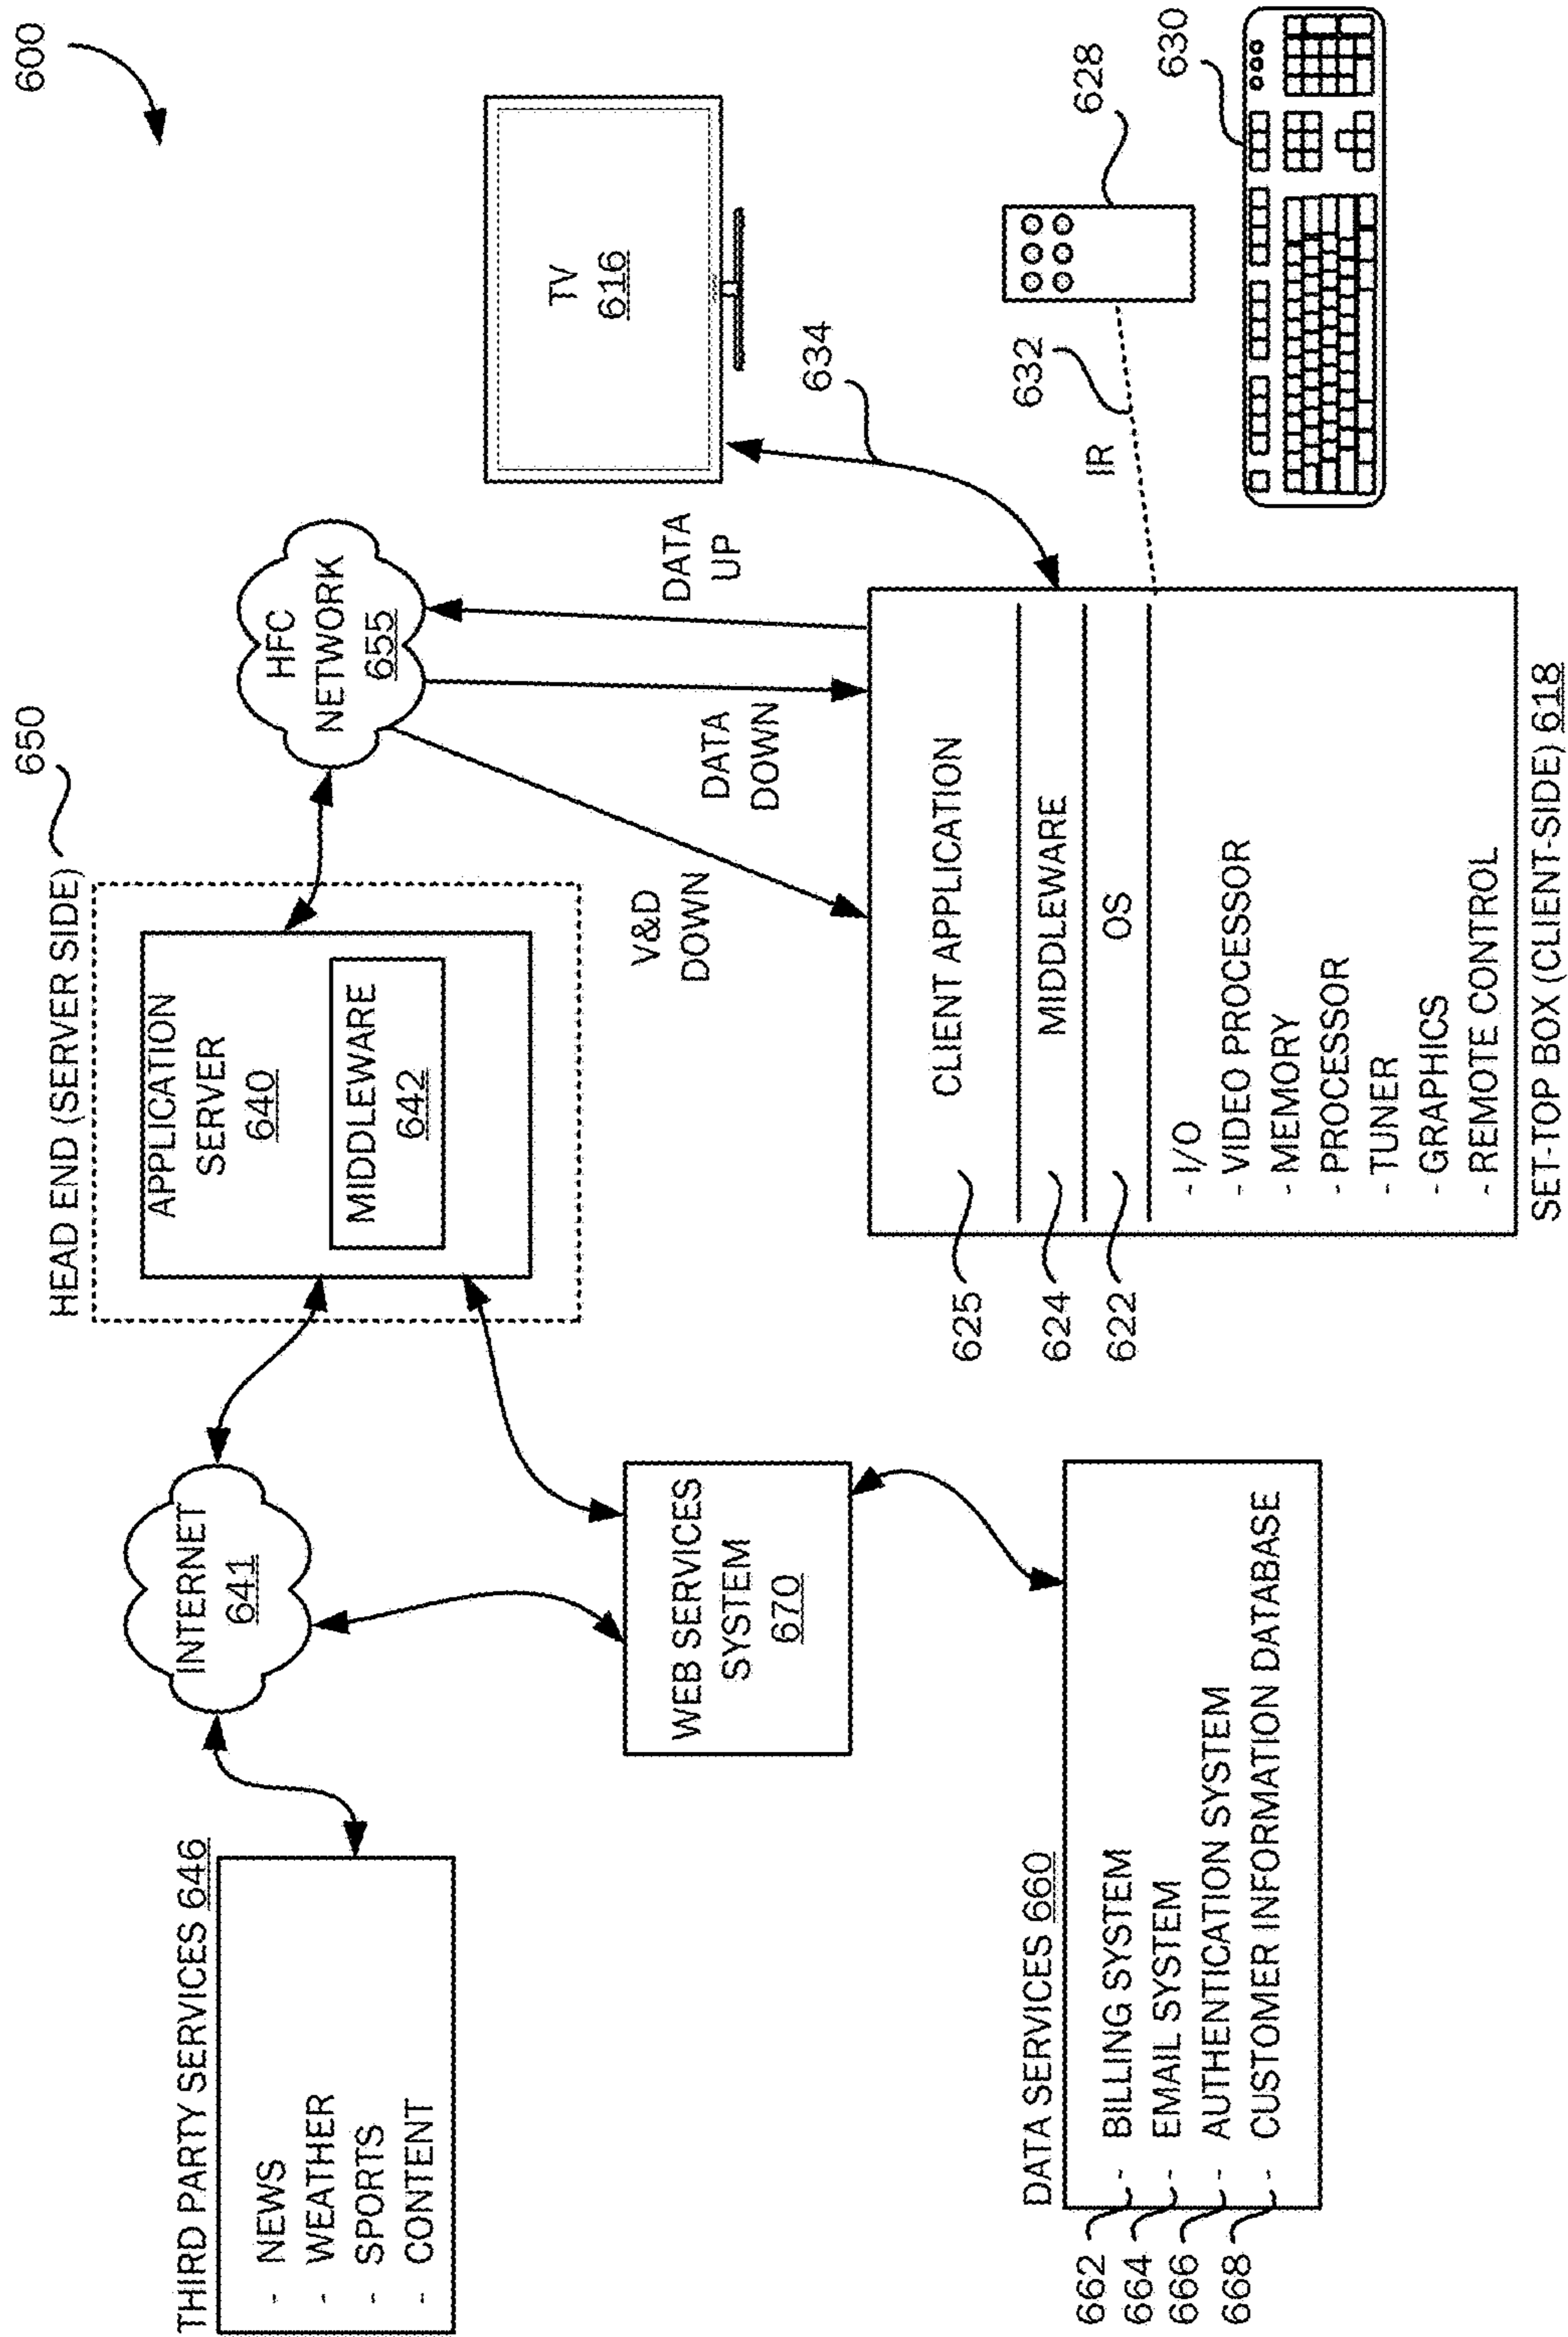 600
HEAD END (SERVER SIDE)
650
THIRD PARTY SERVICES 646
- NEWS
- WEATHER
- SPORTS
- CONTENT
INTERNET
641
APPLICATION
SERVER
640
MIDDLEWARE
642
HFC
NETWORK
655
TV
616
WEB SERVICES
SYSTEM
670
V&D
DOWN
DATA
DOWN
DATA
UP
634
DATA SERVICES 660
662
- BILLING SYSTEM
664
- EMAIL SYSTEM
666
- AUTHENTICATION SYSTEM
668
- CUSTOMER INFORMATION DATABASE
625
CLIENT APPLICATION
624
MIDDLEWARE
622
OS
- I/O
- VIDEO PROCESSOR
- MEMORY
- PROCESSOR
- TUNER
- GRAPHICS
- REMOTE CONTROL
SET-TOP BOX (CLIENT-SIDE) 618
IR
632
628
630